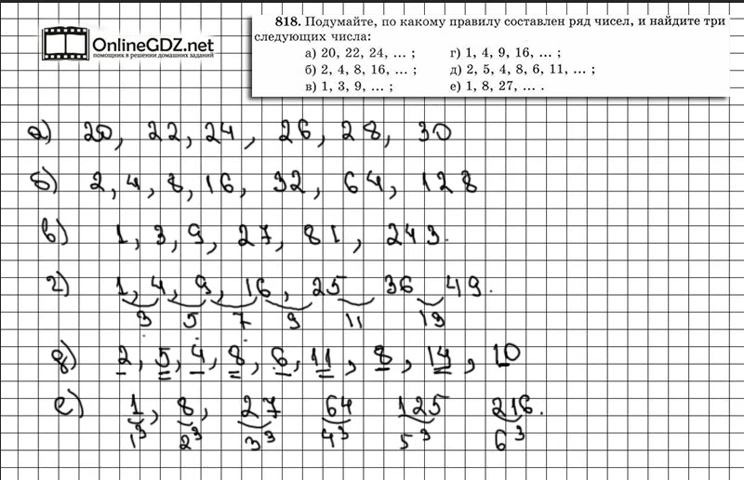 OnlineGDZ.net
помощник в решении домашних заданий
818. Подумайте, по какому правилу составлен ряд чисел, и найдите три
следующих числа:
а) 20, 22, 24, ... ;
г) 1, 4, 9, 16, ... ;
б) 2, 4, 8, 16, ... ;
д) 2, 5, 4, 8, 6, 11, ... ;
в) 1, 3, 9, ... ;
е) 1, 8, 27, ... .
а) 20, 22, 24, 26, 28, 30
б) 2, 4, 8, 16, 32, 64, 128
в) 1, 3, 9, 27, 81, 243.
г) 1, 4, 9, 16, 25 36 49.
3 5 7 9 11 13
д) 2, 5, 4, 8, 6, 11, 8, 14, 10
е) 1, 8, 27 64 125 216.
1³ 2³ 3³ 4³ 5³ 6³